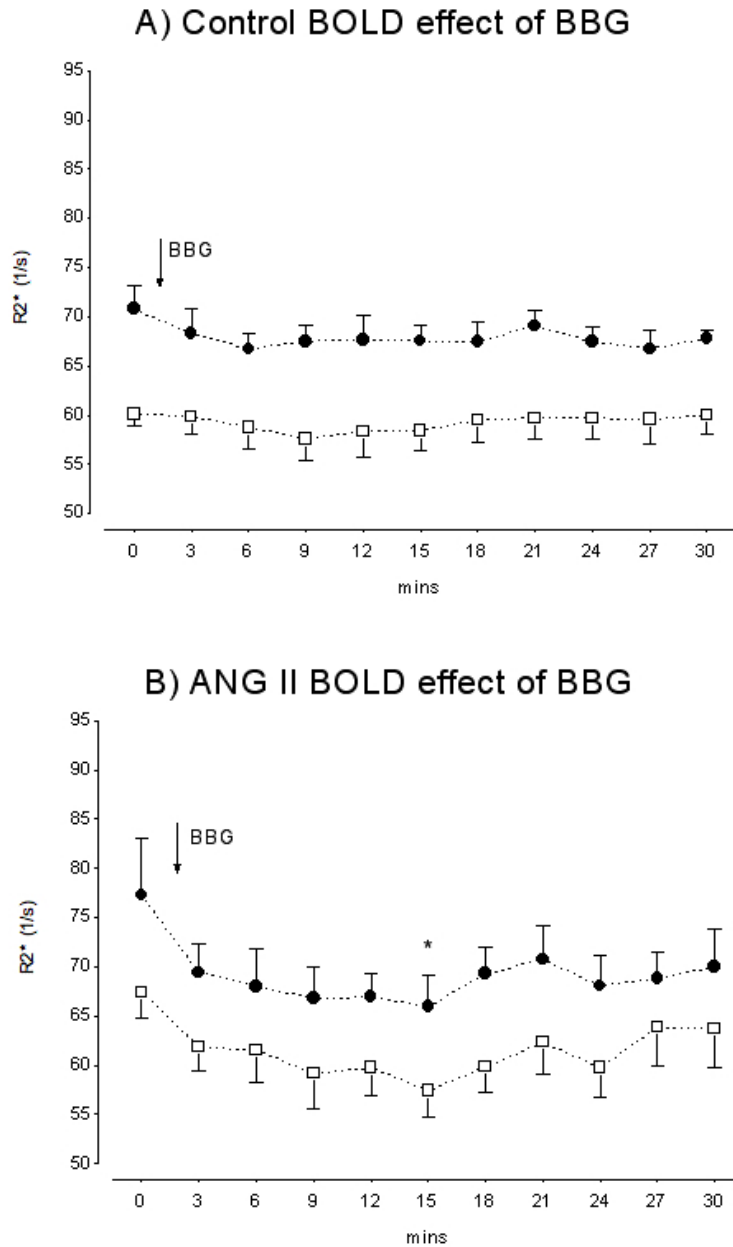 A) Control BOLD effect of BBG
95
90
85
80
75
70
65
60
55
50
R2* (1/s)
BBG
0 3 6 9 12 15 18 21 24 27 30
mins
B) ANG II BOLD effect of BBG
95
90
85
80
75
70
65
60
55
50
R2* (1/s)
BBG
*
0 3 6 9 12 15 18 21 24 27 30
mins